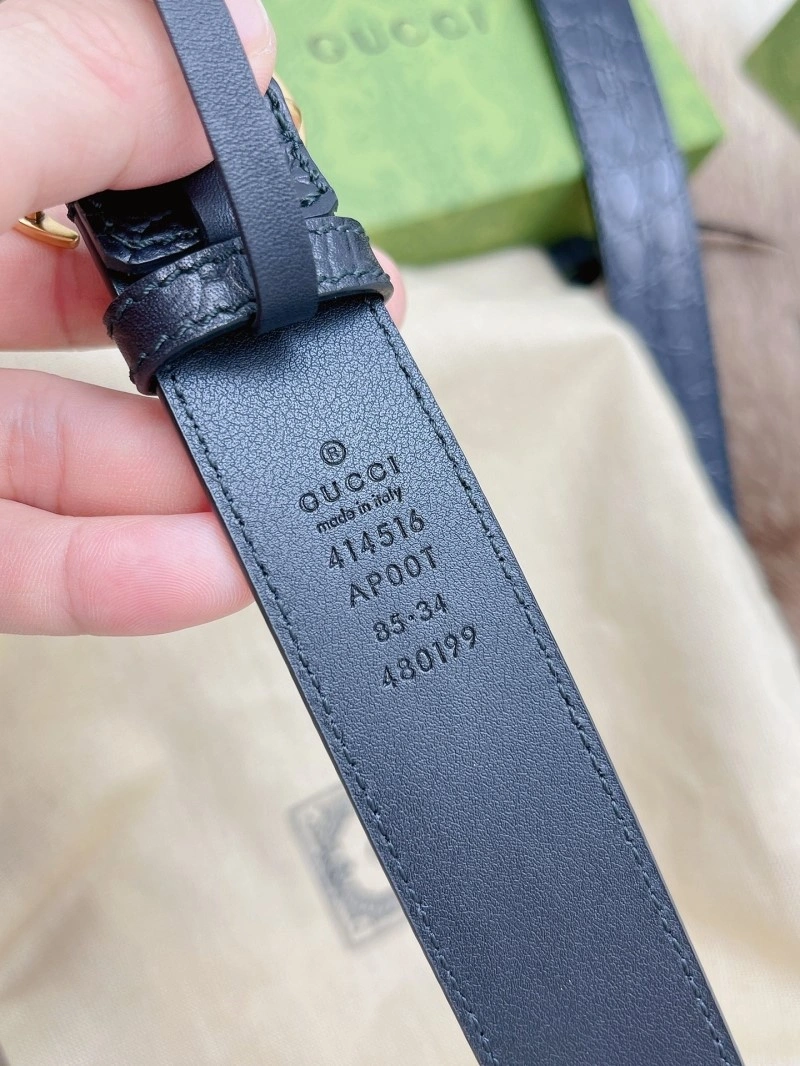 GUCCI
®
GUCCI
made in italy
414516
AP00T
85·34
480199